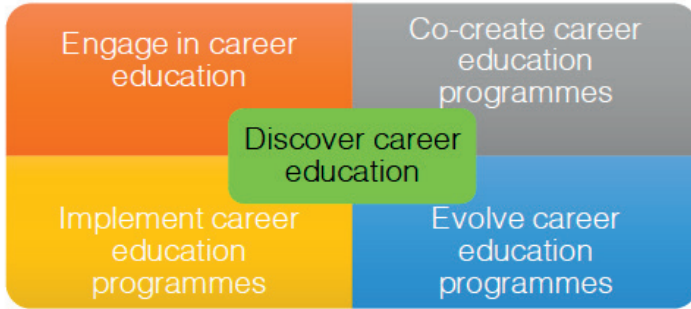 Engage in career
education
Co-create career
education
programmes
Discover career
education
Implement career
education
programmes
Evolve career
education
programmes